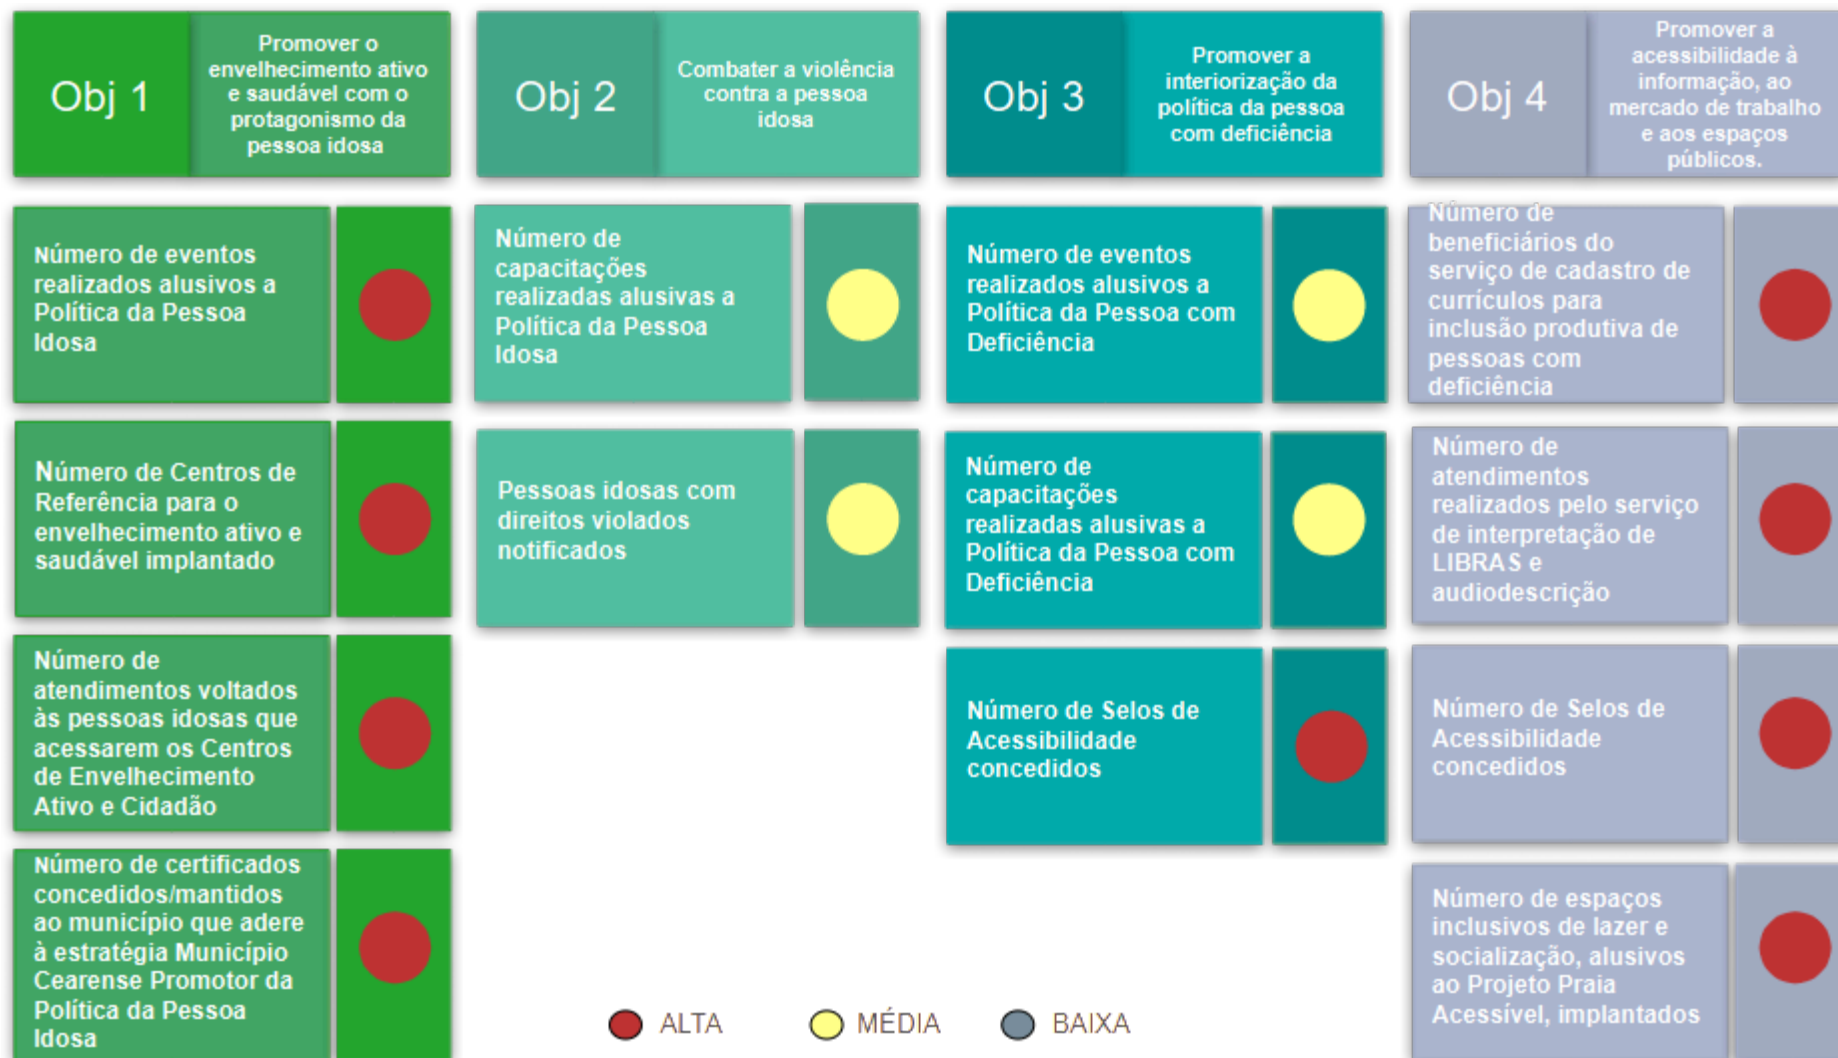 Obj 1
Promover o
envelhecimento ativo
e saudável com o
protagonismo da
pessoa idosa
Obj 2
Combater a violência
contra a pessoa
idosa
Obj 3
Promover a
interiorização da
política da pessoa
com deficiência
Obj 4
Promover a
acessibilidade à
informação, ao
mercado de trabalho
e aos espaços
públicos.
Número de eventos
realizados alusivos a
Política da Pessoa
Idosa
Número de
capacitações
realizadas alusivas a
Política da Pessoa
Idosa
Número de eventos
realizados alusivos a
Política da Pessoa com
Deficiência
Número de
beneficiários do
serviço de cadastro de
currículos para
inclusão produtiva de
pessoas com
deficiência
Número de Centros de
Referência para o
envelhecimento ativo e
saudável implantado
Pessoas idosas com
direitos violados
notificados
Número de
capacitações
realizadas alusivas a
Política da Pessoa com
Deficiência
Número de
atendimentos
realizados pelo serviço
de interpretação de
LIBRAS e
audiodescrição
Número de
atendimentos voltados
às pessoas idosas que
acessarem os Centros
de Envelhecimento
Ativo e Cidadão
Número de Selos de
Acessibilidade
concedidos
Número de Selos de
Acessibilidade
concedidos
Número de certificados
concedidos/mantidos
ao município que adere
à estratégia Município
Cearense Promotor da
Política da Pessoa
Idosa
Número de espaços
inclusivos de lazer e
socialização, alusivos
ao Projeto Praia
Acessível, implantados
ALTA
MÉDIA
BAIXA